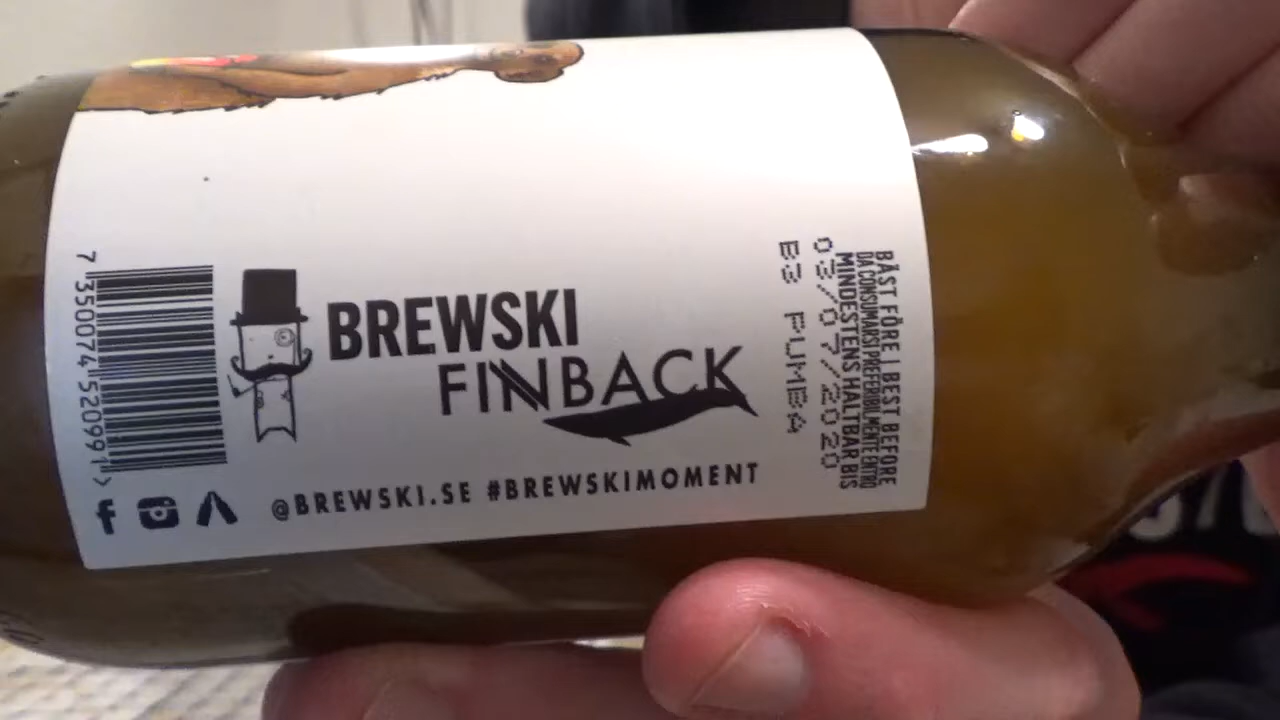 BREWSKI
FINBACK
@BREWSKI.SE #BREWSKIMOMENT
7 350074 520991 >
BÄST FÖRE | BEST BEFORE
DA CONSUMARSI PREFERIBILMENTE ENTRO
MINDESTENS HALTBAR BIS
03/07/2020
B3 PUMBA